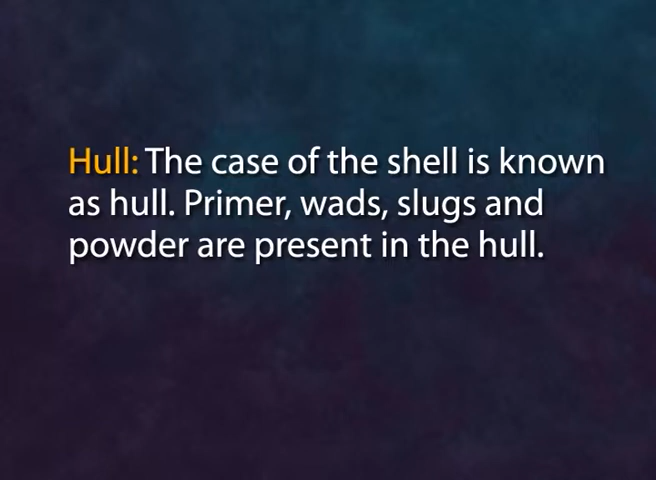 Hull: The case of the shell is known
as hull. Primer, wads, slugs and
powder are present in the hull.